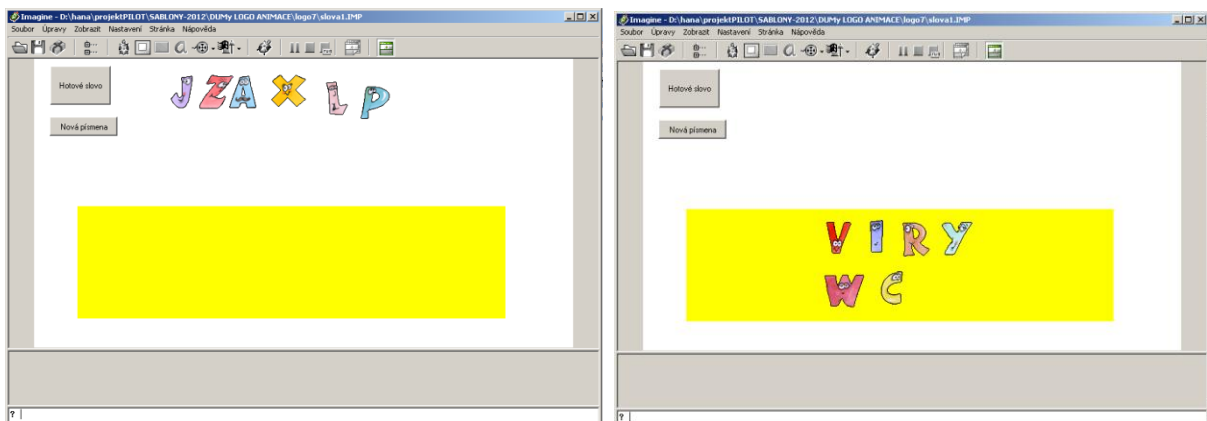 Imagine - D:\hana\projektPILOT\SABLONY-2012\DUMy LOGO ANIMACE\logo7\slova1.IMP
Soubor Úpravy Zobrazit Nastavení Stránka Nápověda
Hotové slovo
J Z A X L P
Nová písmena
?
Imagine - D:\hana\projektPILOT\SABLONY-2012\DUMy LOGO ANIMACE\logo7\slova1.IMP
Soubor Úpravy Zobrazit Nastavení Stránka Nápověda
Hotové slovo
Nová písmena
V I R Y
W C
?